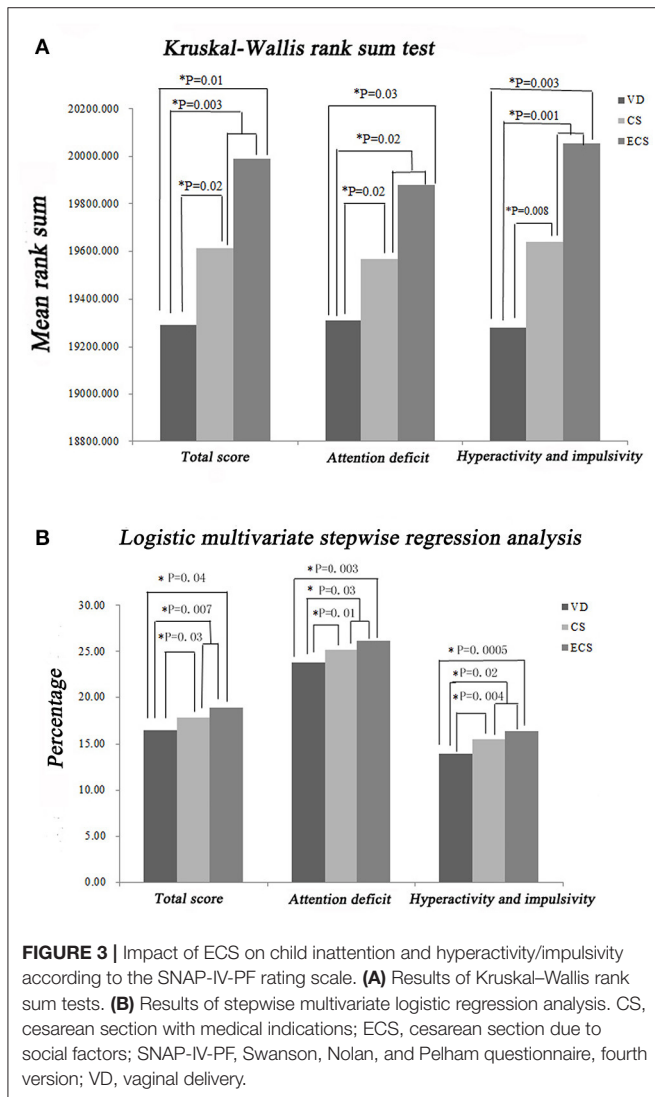 A
Kruskal-Wallis rank sum test
*P=0.01
*P=0.003
*P=0.02
*P=0.03
*P=0.02
*P=0.02
*P=0.003
*P=0.001
*P=0.008
VD
CS
ECS
Mean rank sum
20200.000
20000.000
19800.000
19600.000
19400.000
19200.000
19000.000
18800.000
Total score
Attention deficit
Hyperactivity and impulsivity
B
Logistic multivariate stepwise regression analysis
* P=0.04
*P=0.007
*P=0.03
*P=0.003
* P=0.03
*P=0.01
* P=0.0005
*P=0.02
*P=0.004
VD
CS
ECS
Percentage
30.00
25.00
20.00
15.00
10.00
5.00
0.00
Total score
Attention deficit
Hyperactivity and impulsivity
FIGURE 3 | Impact of ECS on child inattention and hyperactivity/impulsivity
according to the SNAP-IV-PF rating scale. (A) Results of Kruskal–Wallis rank
sum tests. (B) Results of stepwise multivariate logistic regression analysis. CS,
cesarean section with medical indications; ECS, cesarean section due to
social factors; SNAP-IV-PF, Swanson, Nolan, and Pelham questionnaire, fourth
version; VD, vaginal delivery.